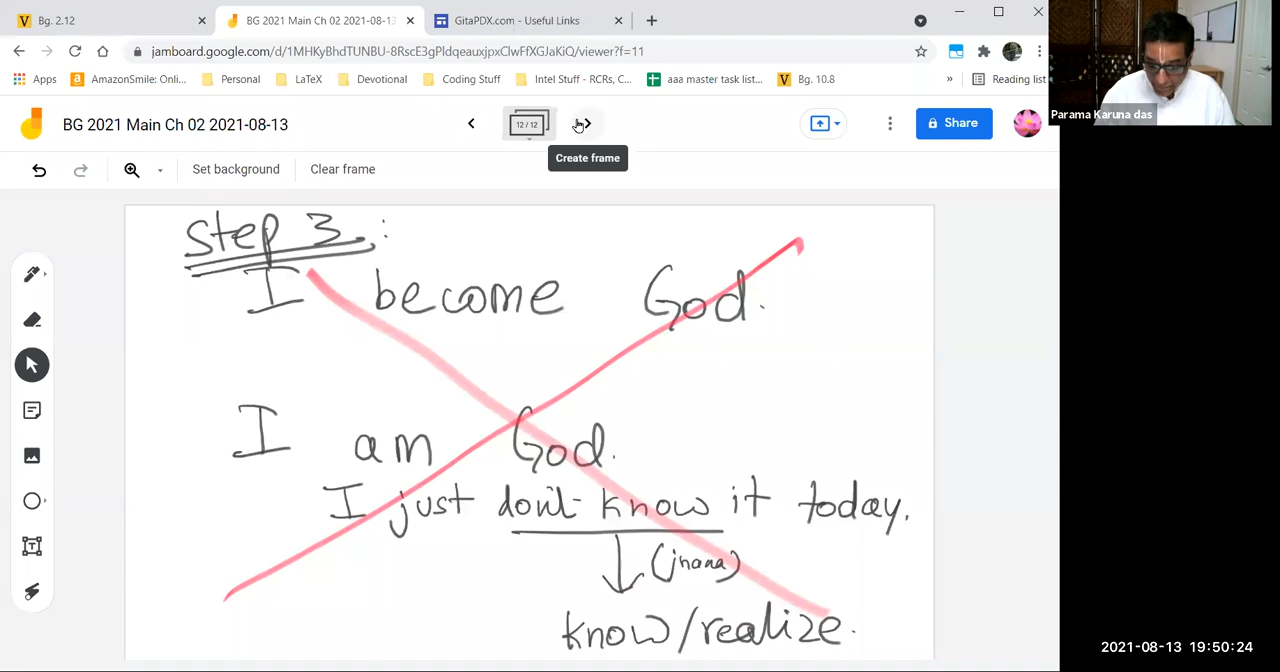 Bg. 2.12
BG 2021 Main Ch 02 2021-08-13
GitaPDX.com - Useful Links
jamboard.google.com/d/1MHKyBhdTUNBU-8RscE3gPldqeauxjpxClwFfXGJaKiQ/viewer?f=11
Apps
AmazonSmile: Onli...
Personal
LaTeX
Devotional
Coding Stuff
Intel Stuff - RCRs, C...
aaa master task list...
Bg. 10.8
»
Reading list
Parama Karuna das
BG 2021 Main Ch 02 2021-08-13
12 / 12
Share
Create frame
Set background
Clear frame
Step 3:
I become God.
I am God.
I just don't know it today.
(jnana)
know/realize.
2021-08-13 19:50:24